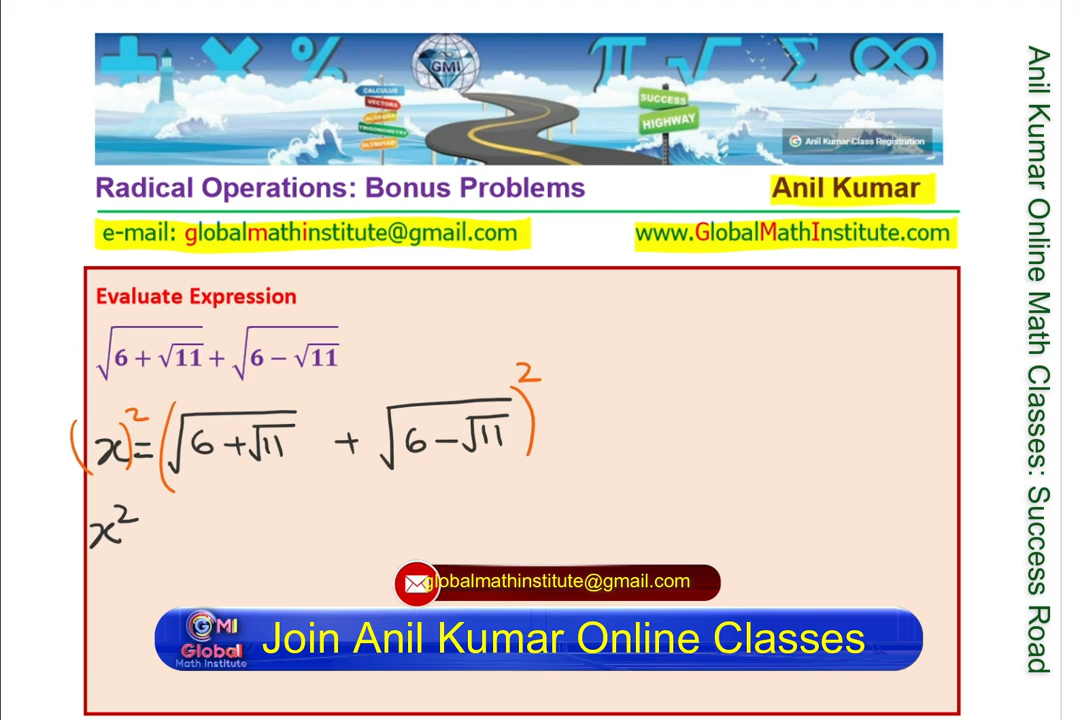 GMI
CALCULUS
VECTORS
ALGEBRA
TRIGONOMETRY
OLYMPIAD
SUCCESS
HIGHWAY
Anil Kumar Class Registration
Radical Operations: Bonus Problems
Anil Kumar
e-mail: globalmathinstitute@gmail.com
www.GlobalMathInstitute.com
Evaluate Expression
√(6 + √11) + √(6 − √11)
(x)² = (√(6 + √11) + √(6 − √11))²
x²
globalmathinstitute@gmail.com
GMI
Global
Math Institute
Join Anil Kumar Online Classes
Anil Kumar Online Math Classes: Success Road